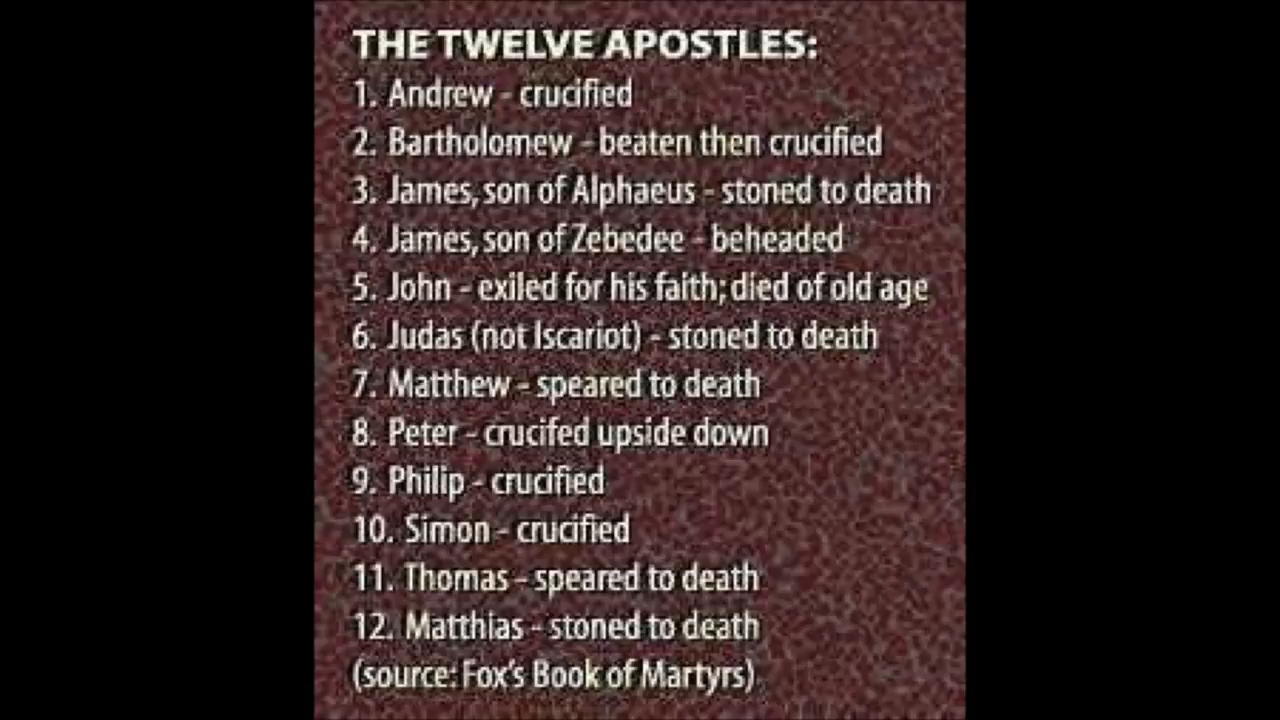 THE TWELVE APOSTLES:
1. Andrew - crucified
2. Bartholomew - beaten then crucified
3. James, son of Alphaeus - stoned to death
4. James, son of Zebedee - beheaded
5. John - exiled for his faith; died of old age
6. Judas (not Iscariot) - stoned to death
7. Matthew - speared to death
8. Peter - crucifed upside down
9. Philip - crucified
10. Simon - crucified
11. Thomas - speared to death
12. Matthias - stoned to death
(source: Fox's Book of Martyrs)